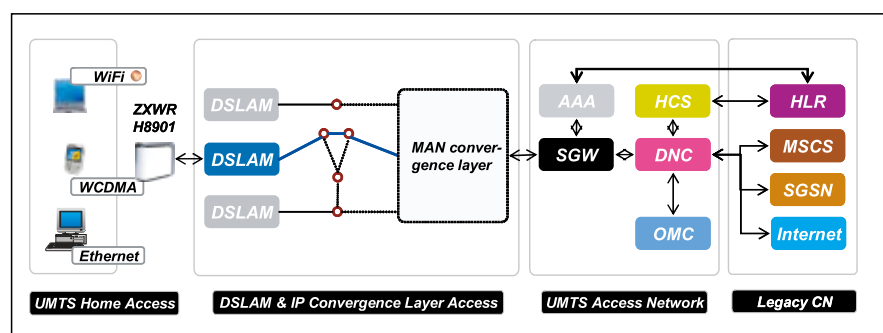 WiFi
ZXWR
H8901
WCDMA
Ethernet
DSLAM
DSLAM
DSLAM
MAN conver-
gence layer
AAA
HCS
HLR
SGW
DNC
MSCS
SGSN
OMC
Internet
UMTS Home Access
DSLAM & IP Convergence Layer Access
UMTS Access Network
Legacy CN